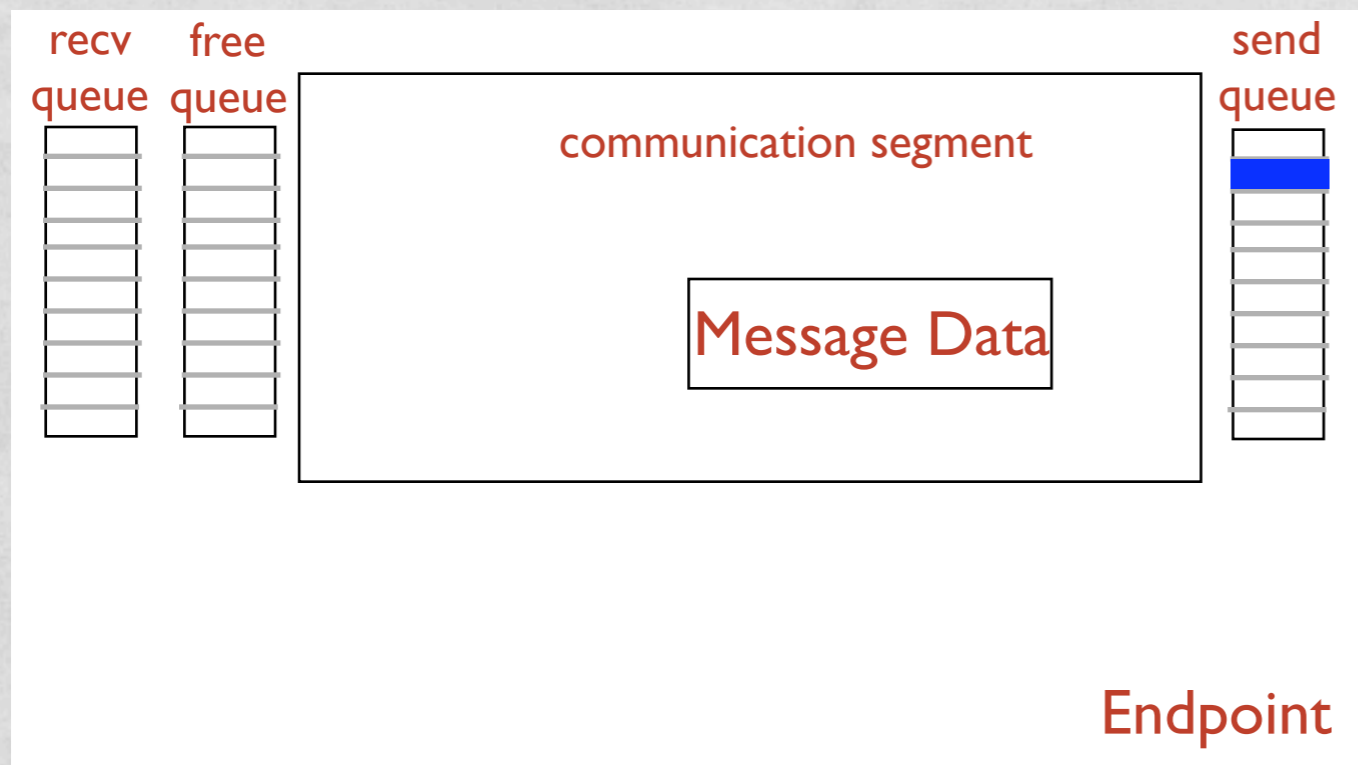 recv
queue
free
queue
send
queue
communication segment
Message Data
Endpoint